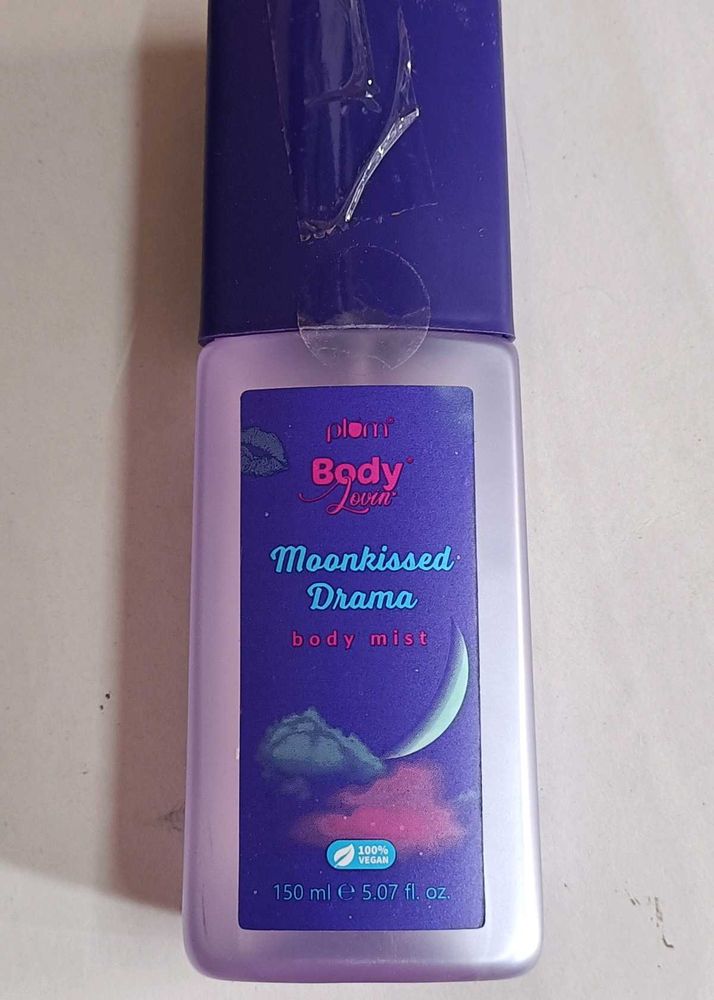 plum
Body
Lovin'
Moonkissed
Drama
body mist
100%
VEGAN
150 ml ℮ 5.07 fl. oz.